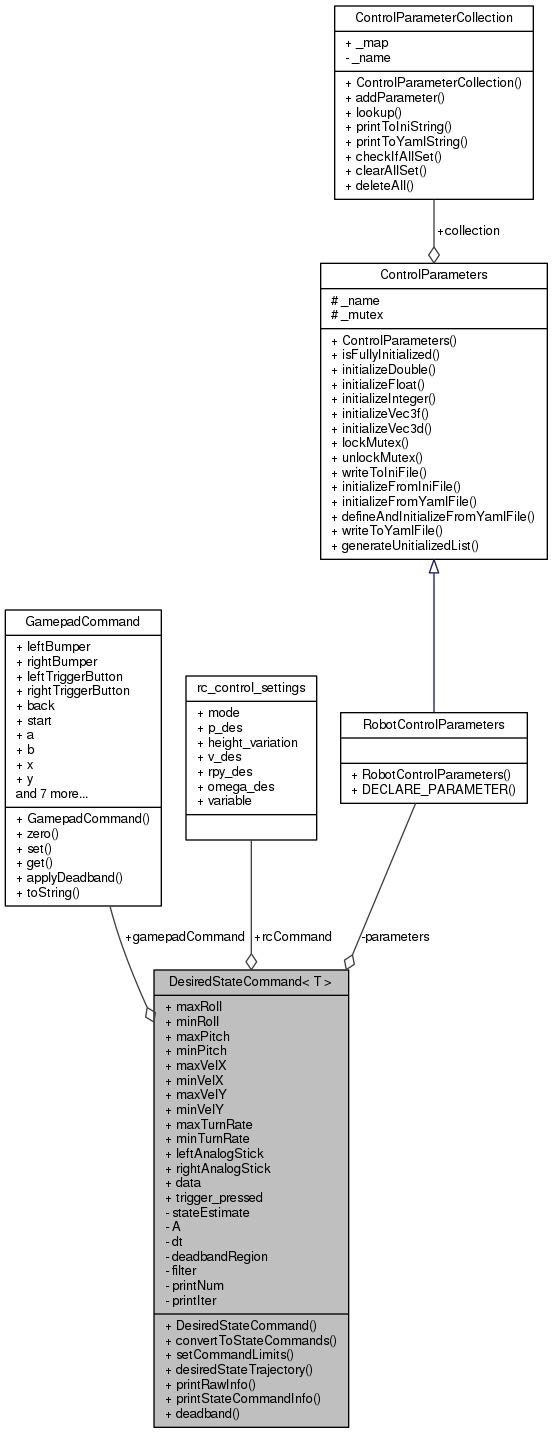 ControlParameterCollection
+ _map
- _name
+ ControlParameterCollection()
+ addParameter()
+ lookup()
+ printToIniString()
+ printToYamlString()
+ checkIfAllSet()
+ clearAllSet()
+ deleteAll()
+collection
ControlParameters
# _name
# _mutex
+ ControlParameters()
+ isFullyInitialized()
+ initializeDouble()
+ initializeFloat()
+ initializeInteger()
+ initializeVec3f()
+ initializeVec3d()
+ lockMutex()
+ unlockMutex()
+ writeToIniFile()
+ initializeFromIniFile()
+ initializeFromYamlFile()
+ defineAndInitializeFromYamlFile()
+ writeToYamlFile()
+ generateUnitializedList()
GamepadCommand
+ leftBumper
+ rightBumper
+ leftTriggerButton
+ rightTriggerButton
+ back
+ start
+ a
+ b
+ x
+ y
and 7 more...
+ GamepadCommand()
+ zero()
+ set()
+ get()
+ applyDeadband()
+ toString()
rc_control_settings
+ mode
+ p_des
+ height_variation
+ v_des
+ rpy_des
+ omega_des
+ variable
RobotControlParameters
+ RobotControlParameters()
+ DECLARE_PARAMETER()
+gamepadCommand
+rcCommand
-parameters
DesiredStateCommand< T >
+ maxRoll
+ minRoll
+ maxPitch
+ minPitch
+ maxVelX
+ minVelX
+ maxVelY
+ minVelY
+ maxTurnRate
+ minTurnRate
+ leftAnalogStick
+ rightAnalogStick
+ data
+ trigger_pressed
- stateEstimate
- A
- dt
- deadbandRegion
- filter
- printNum
- printIter
+ DesiredStateCommand()
+ convertToStateCommands()
+ setCommandLimits()
+ desiredStateTrajectory()
+ printRawInfo()
+ printStateCommandInfo()
+ deadband()